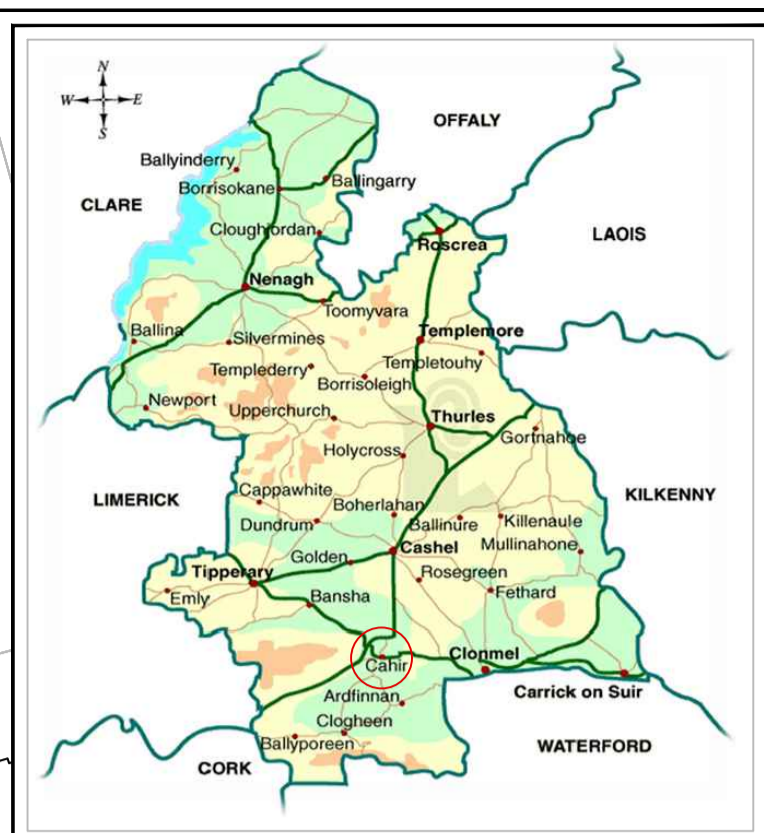 N
W E
S
OFFALY
Ballyinderry
Borrisokane
Ballingarry
CLARE
Cloughjordan
Roscrea
LAOIS
Nenagh
Toomyvara
Ballina
Silvermines
Templemore
Templetouhy
Templederry
Borrisoleigh
Newport
Upperchurch
Thurles
Gortnahoe
Holycross
LIMERICK
Cappawhite
Boherlahan
KILKENNY
Dundrum
Ballinure
Killenaule
Mullinahone
Golden
Cashel
Tipperary
Rosegreen
Emly
Bansha
Fethard
Cahir
Clonmel
Ardfinnan
Carrick on Suir
Clogheen
Ballyporeen
WATERFORD
CORK